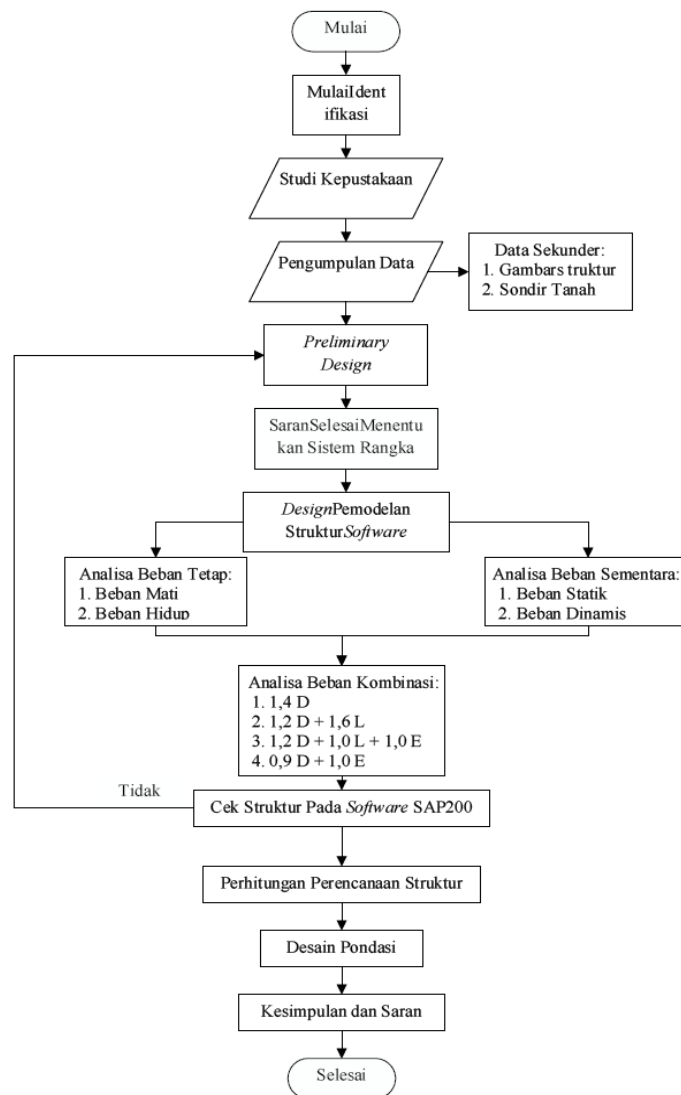 Mulai
MulaiIdent
ifikasi
Studi Kepustakaan
Pengumpulan Data
Data Sekunder:
1. Gambars truktur
2. Sondir Tanah
Preliminary
Design
SaranSelesaiMenentu
kan Sistem Rangka
DesignPemodelan
StrukturSoftware
Analisa Beban Tetap:
1. Beban Mati
2. Beban Hidup
Analisa Beban Sementara:
1. Beban Statik
2. Beban Dinamis
Analisa Beban Kombinasi:
1. 1,4 D
2. 1,2 D + 1,6 L
3. 1,2 D + 1,0 L + 1,0 E
4. 0,9 D + 1,0 E
Tidak
Cek Struktur Pada Software SAP200
Perhitungan Perencanaan Struktur
Desain Pondasi
Kesimpulan dan Saran
Selesai